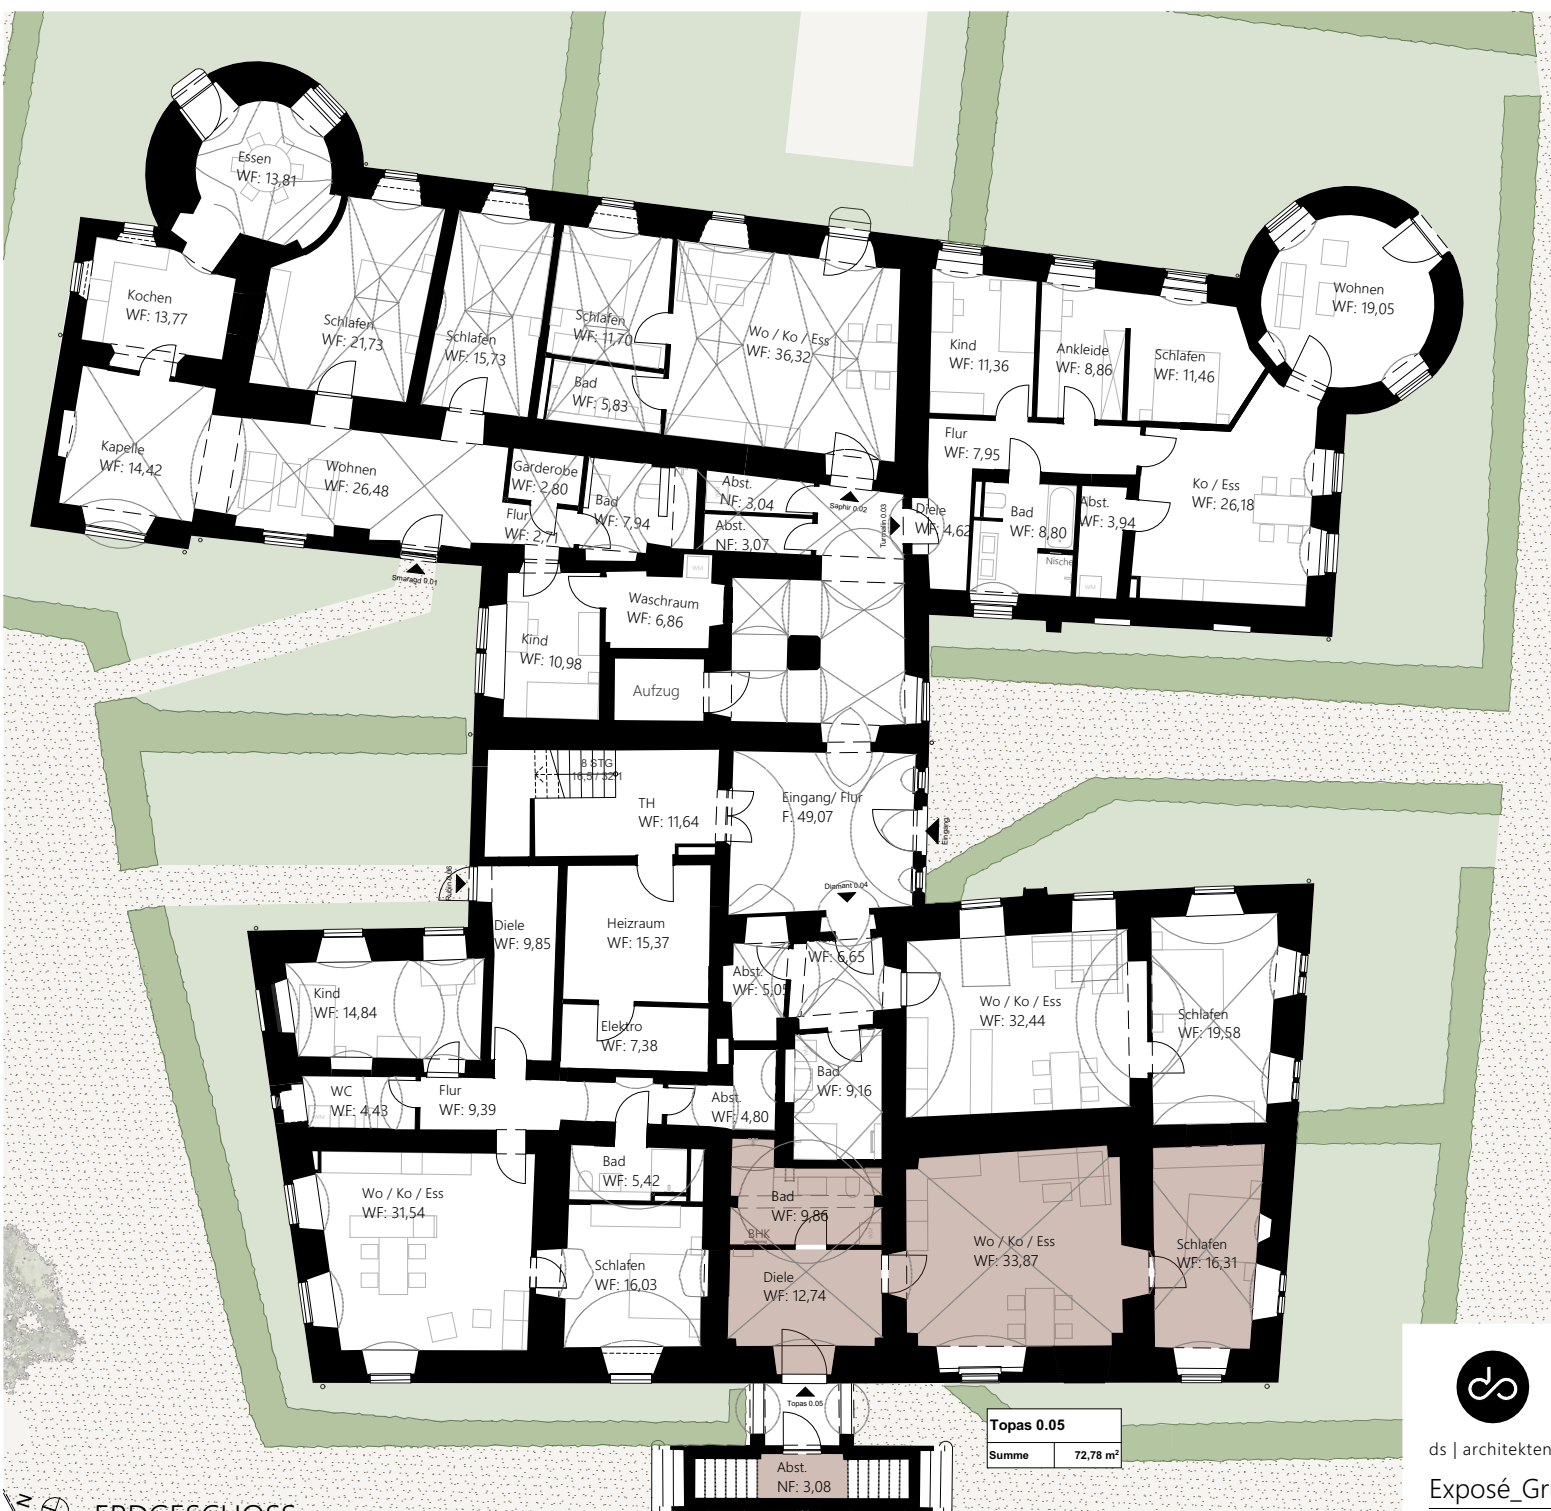 Essen
WF: 13,81
Kochen
WF: 13,77
Schlafen
WF: 21,73
Schlafen
WF: 15,73
Schlafen
WF: 11,70
Bad
WF: 5,83
Wo / Ko / Ess
WF: 36,32
Kind
WF: 11,36
Ankleide
WF: 8,86
Schlafen
WF: 11,46
Wohnen
WF: 19,05
Kapelle
WF: 14,42
Wohnen
WF: 26,48
Garderobe
WF: 2,80
Flur
WF: 2,71
Bad
WF: 7,94
Abst.
NF: 3,04
Abst.
NF: 3,07
Saphir 0.02
Turmalin 0.03
Diele
WF: 4,62
Flur
WF: 7,95
Bad
WF: 8,80
Nische
Abst.
WF: 3,94
WM
Ko / Ess
WF: 26,18
Smaragd 0.01
WM
Waschraum
WF: 6,86
Kind
WF: 10,98
Aufzug
8 STG
TH
WF: 11,64
Eingang/ Flur
F: 49,07
Eingang
Diamant 0.04
Diele
WF: 9,85
Heizraum
WF: 15,37
Abst.
WF: 5,05
WF: 6,65
Kind
WF: 14,84
Elektro
WF: 7,38
Wo / Ko / Ess
WF: 32,44
Schlafen
WF: 19,58
WC
WF: 4,43
WM
Flur
WF: 9,39
Abst.
WF: 4,80
Bad
WF: 9,16
Wo / Ko / Ess
WF: 31,54
Bad
WF: 5,42
Bad
WF: 9,86
BHK
WM
Schlafen
WF: 16,03
Diele
WF: 12,74
Wo / Ko / Ess
WF: 33,87
Schlafen
WF: 16,31
Topas 0.05
Abst.
NF: 3,08
Topas 0.05
Summe 72,78 m²
ds | architekten
Exposé_Gr
N
ERDGESCHOSS